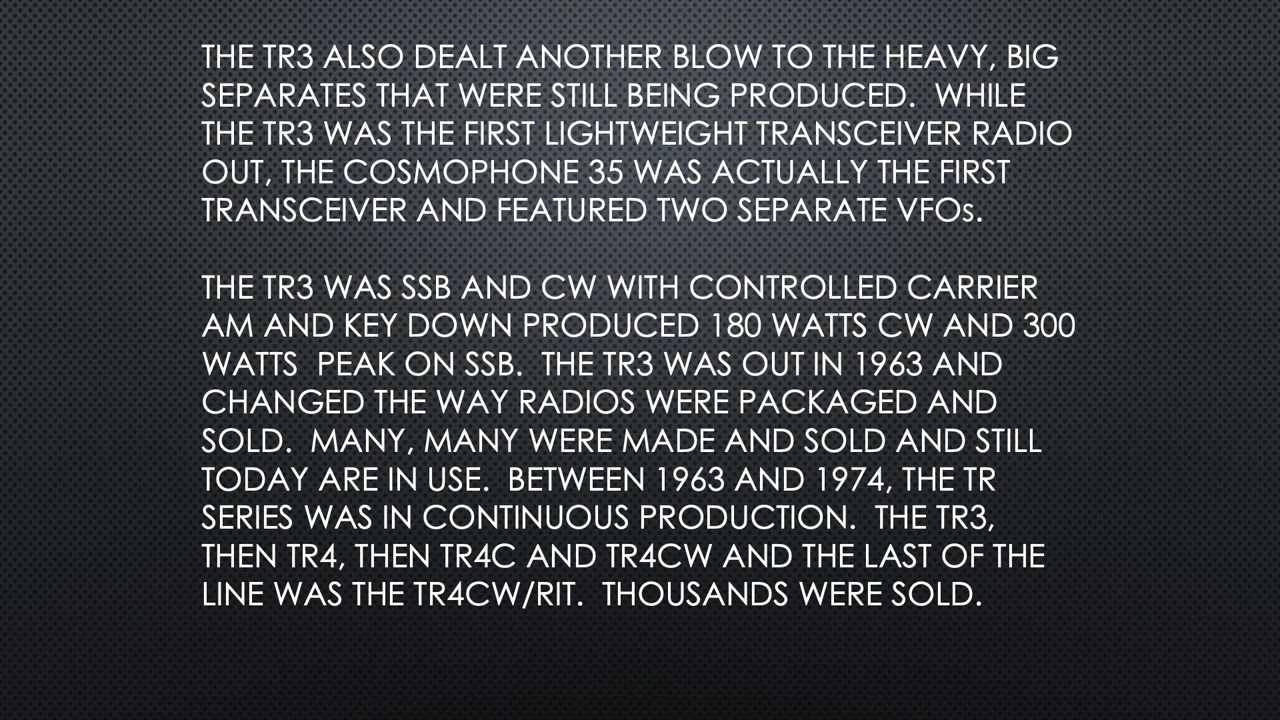 THE TR3 ALSO DEALT ANOTHER BLOW TO THE HEAVY, BIG
SEPARATES THAT WERE STILL BEING PRODUCED.  WHILE
THE TR3 WAS THE FIRST LIGHTWEIGHT TRANSCEIVER RADIO
OUT, THE COSMOPHONE 35 WAS ACTUALLY THE FIRST
TRANSCEIVER AND FEATURED TWO SEPARATE VFOs.
THE TR3 WAS SSB AND CW WITH CONTROLLED CARRIER
AM AND KEY DOWN PRODUCED 180 WATTS CW AND 300
WATTS  PEAK ON SSB.  THE TR3 WAS OUT IN 1963 AND
CHANGED THE WAY RADIOS WERE PACKAGED AND
SOLD.  MANY, MANY WERE MADE AND SOLD AND STILL
TODAY ARE IN USE.  BETWEEN 1963 AND 1974, THE TR
SERIES WAS IN CONTINUOUS PRODUCTION.  THE TR3,
THEN TR4, THEN TR4C AND TR4CW AND THE LAST OF THE
LINE WAS THE TR4CW/RIT.  THOUSANDS WERE SOLD.